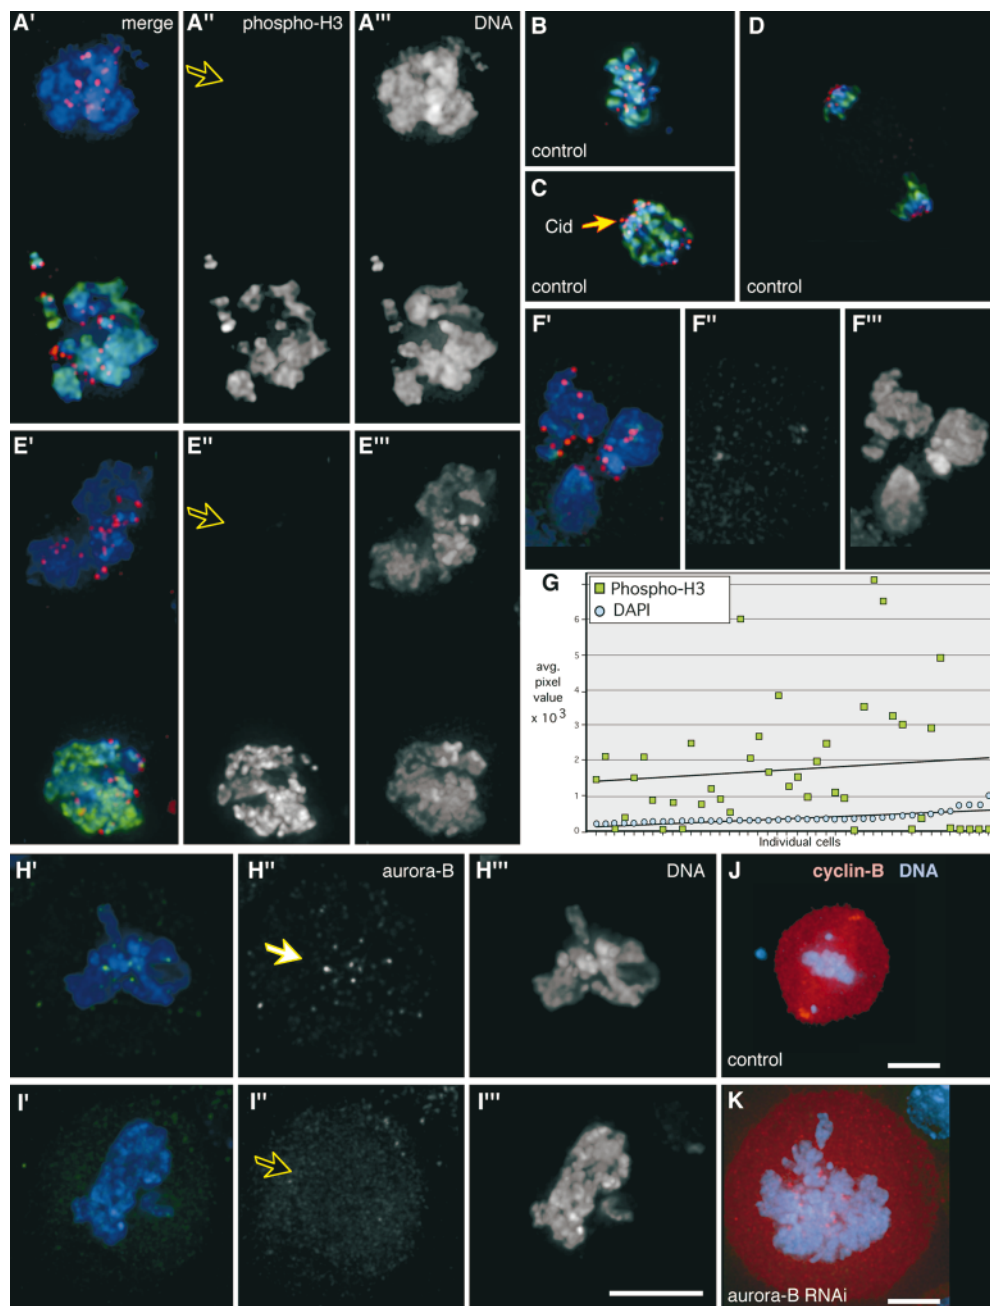 A' merge A'' phospho-H3 A''' DNA
B
control
D
control
C
Cid
control
F' F'' F'''
E' E'' E'''
G
Phospho-H3
DAPI
avg.
pixel
value
x 10 3
6
5
4
3
2
1
0
Individual cells
H' H'' aurora-B H''' DNA
J cyclin-B DNA
control
I' I'' I'''
K
aurora-B RNAi